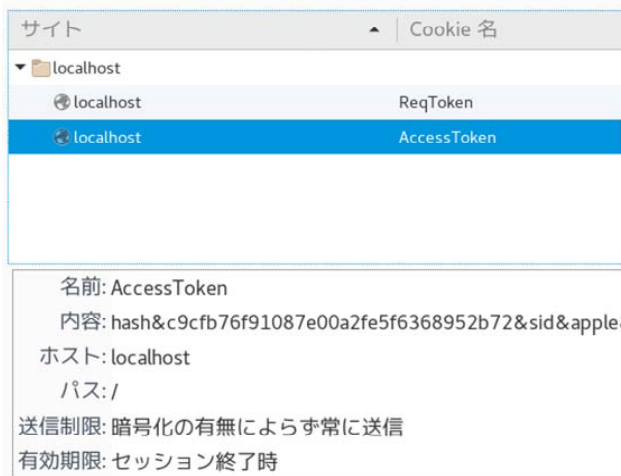 サイト Cookie 名
localhost
localhost ReqToken
localhost AccessToken
名前: AccessToken
内容: hash&c9cfb76f91087e00a2fe5f6368952b72&sid&apple&
ホスト: localhost
パス: /
送信制限: 暗号化の有無によらず常に送信
有効期限: セッション終了時